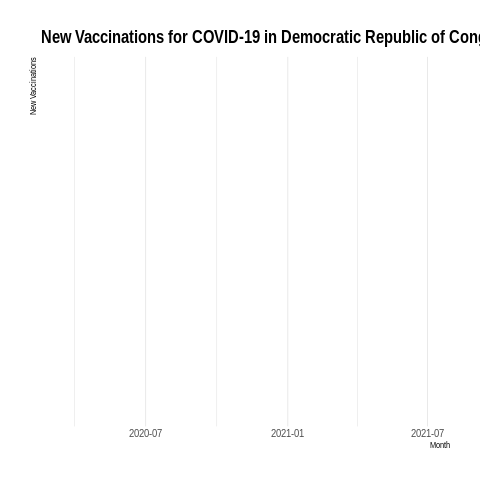 New Vaccinations for COVID-19 in Democratic Republic of Cong
New Vaccinations
2020-07 2021-01 2021-07
Month